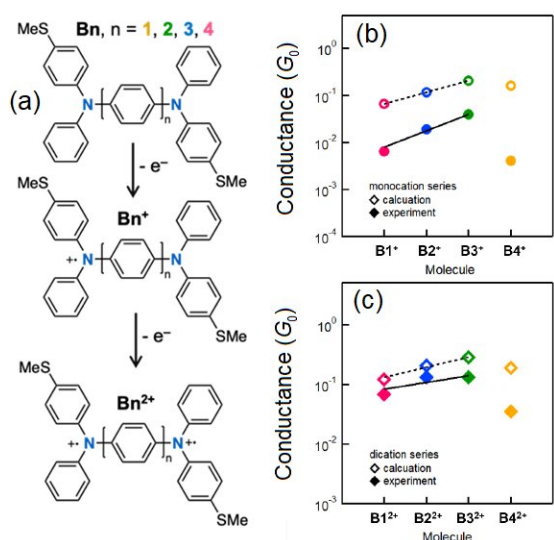 MeS
Bn, n = 1, 2, 3, 4
(a)
N
n
N
SMe
- e⁻
MeS
Bn⁺
+•
N
n
N
SMe
- e⁻
MeS
Bn²⁺
+•
N
n
N
+•
SMe
(b)
Conductance (G₀)
10⁰
10⁻¹
10⁻²
10⁻³
10⁻⁴
monocation series
calcuation
experiment
B1⁺ B2⁺ B3⁺ B4⁺
Molecule
(c)
Conductance (G₀)
10⁰
10⁻¹
10⁻²
10⁻³
dication series
calcuation
experiment
B1²⁺ B2²⁺ B3²⁺ B4²⁺
Molecule